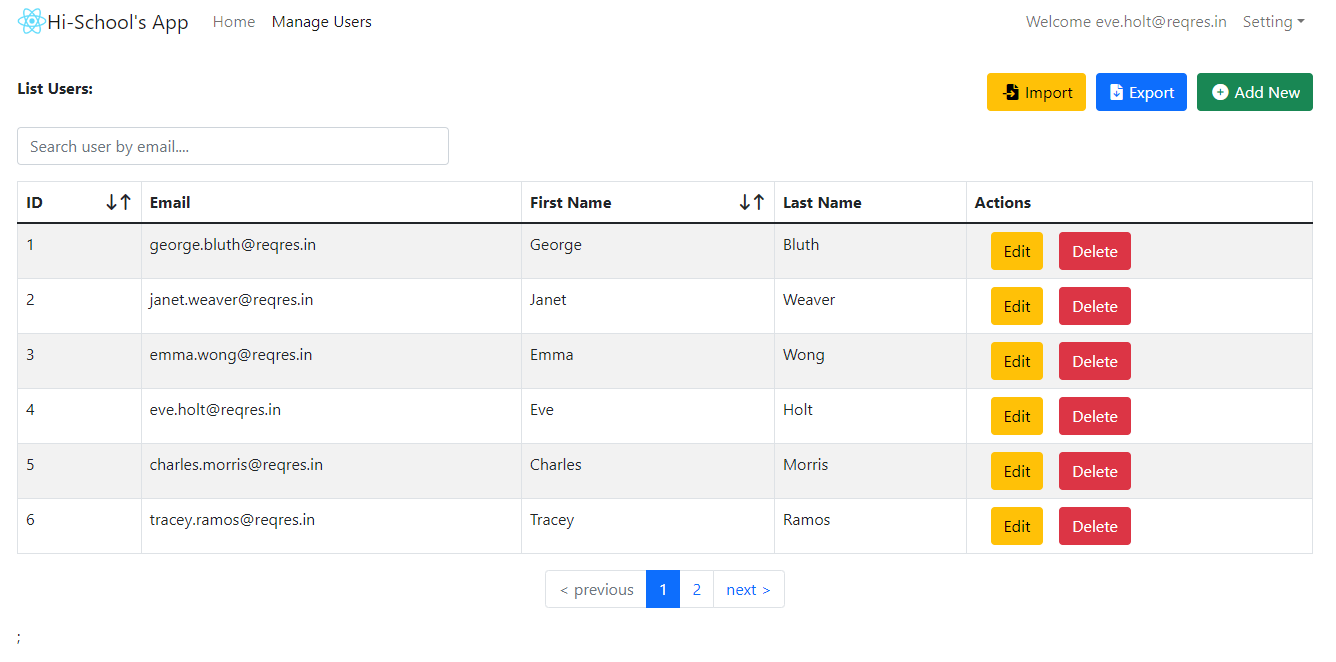 Hi-School's App Home Manage Users Welcome eve.holt@reqres.in Setting
List Users: Import Export Add New
Search user by email....
ID Email First Name Last Name Actions
1 george.bluth@reqres.in George Bluth Edit Delete
2 janet.weaver@reqres.in Janet Weaver Edit Delete
3 emma.wong@reqres.in Emma Wong Edit Delete
4 eve.holt@reqres.in Eve Holt Edit Delete
5 charles.morris@reqres.in Charles Morris Edit Delete
6 tracey.ramos@reqres.in Tracey Ramos Edit Delete
< previous 1 2 next >
;